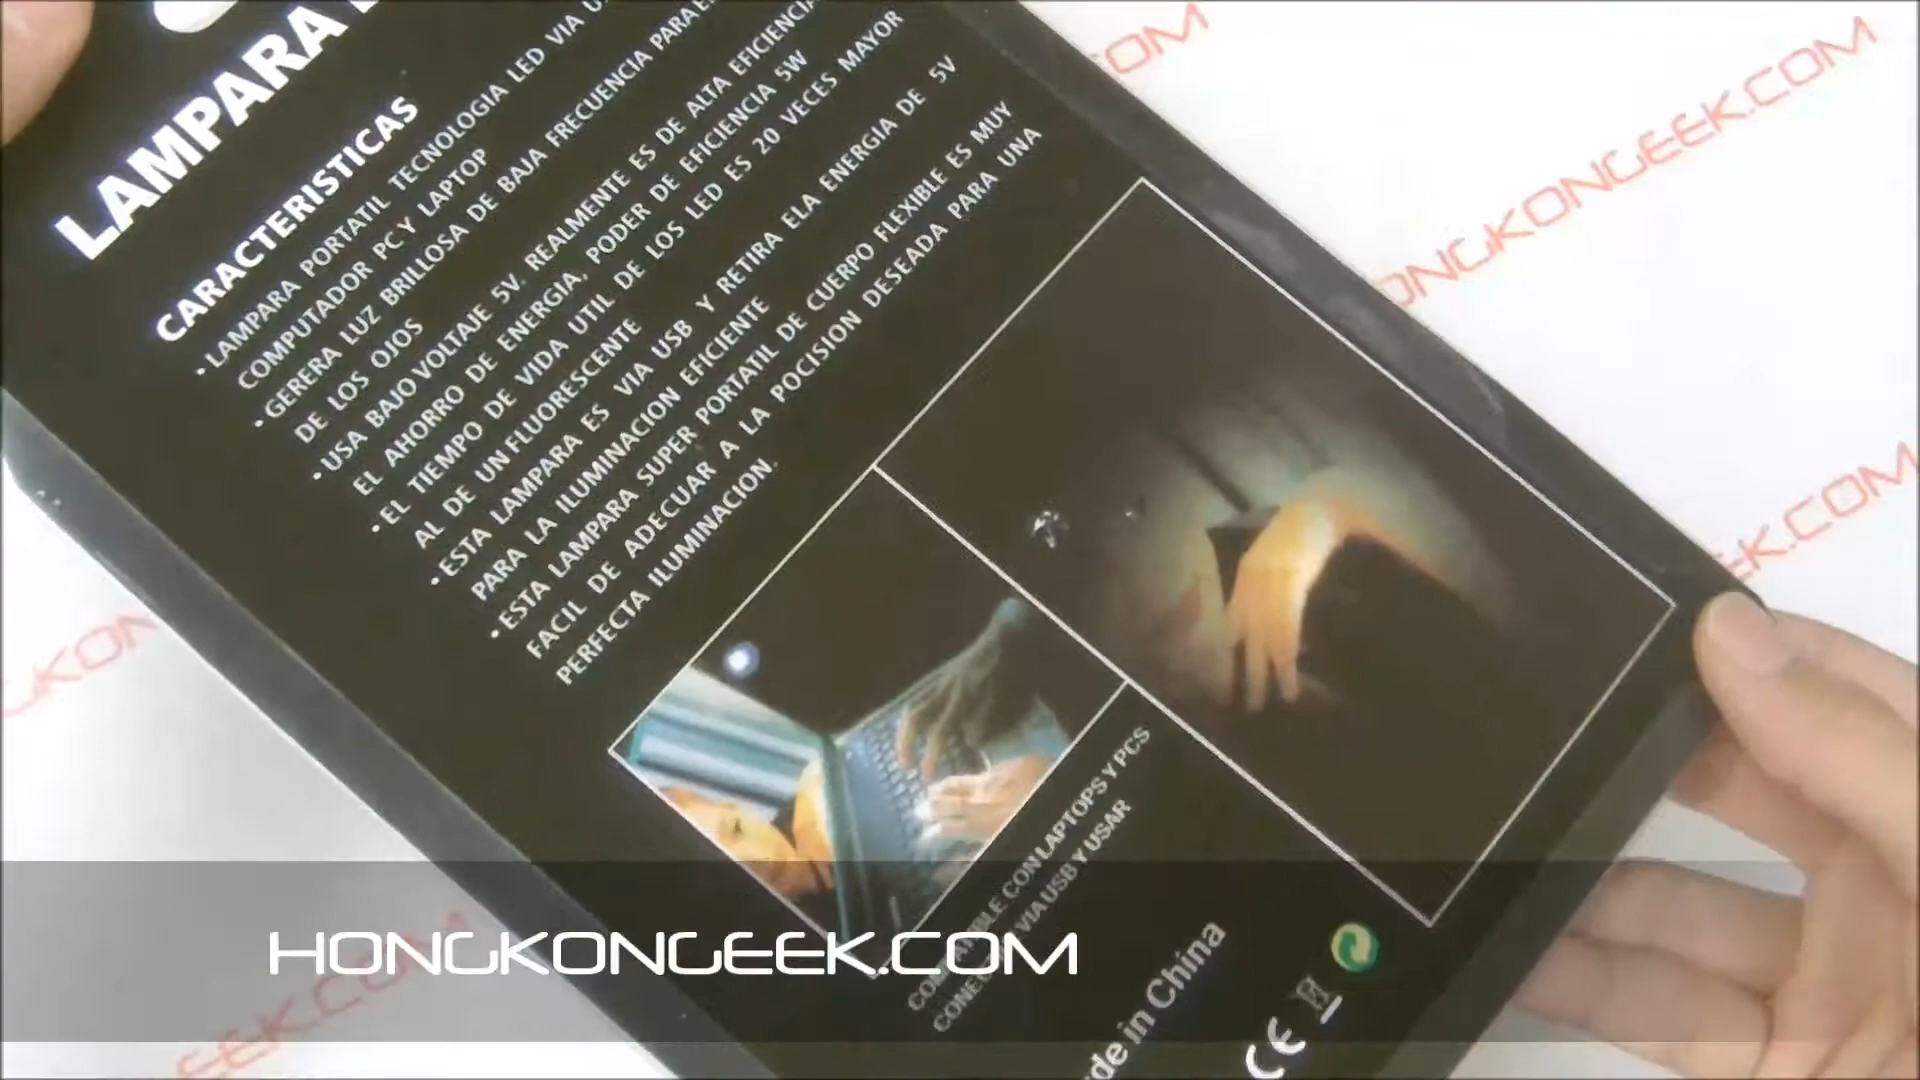 LAMPARA
CARACTERISTICAS
•LAMPARA PORTATIL TECNOLOGIA LED VIA
COMPUTADOR PC Y LAPTOP
•GERERA LUZ BRILLOSA DE BAJA FRECUENCIA PARA
DE LOS OJOS
•USA BAJO VOLTAJE 5V. REALMENTE ES DE ALTA EFICIENCIA
EL AHORRO DE ENERGIA, PODER DE EFICIENCIA 5W
•EL TIEMPO DE VIDA UTIL DE LOS LED ES 20 VECES MAYOR
AL DE UN FLUORESCENTE
•ESTA LAMPARA ES VIA USB Y RETIRA ELA ENERGIA DE 5V
PARA LA ILUMINACION EFICIENTE
•ESTA LAMPARA SUPER PORTATIL DE CUERPO FLEXIBLE ES MUY
FACIL DE ADECUAR A LA POCISION DESEADA PARA UNA
PERFECTA ILUMINACION.
CON LAPTOPS Y PCS
VIA USB Y USAR
in China
CE
HONGKONGEEK.COM